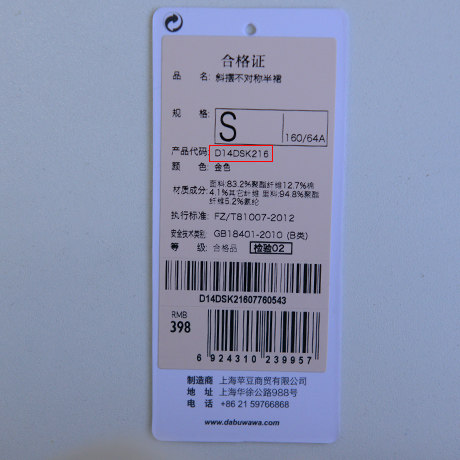 合格证
品 名: 斜摆不对称半裙
规 格: S 160/64A
产品代码: D14DSK216
颜 色: 金色
材质成分: 面料:83.2%聚酯纤维12.7%棉
4.1%其它纤维 里料:94.8%聚酯
纤维5.2%氨纶
执行标准: FZ/T81007-2012
安全技术类别: GB18401-2010 (B类)
等 级: 合格品 检验02
D14DSK21607760543
RMB
398
6 924310 239957
制造商 上海苹豆商贸有限公司
地 址 上海华徐公路988号
电 话 +86 21 59766868
www.dabuwawa.com